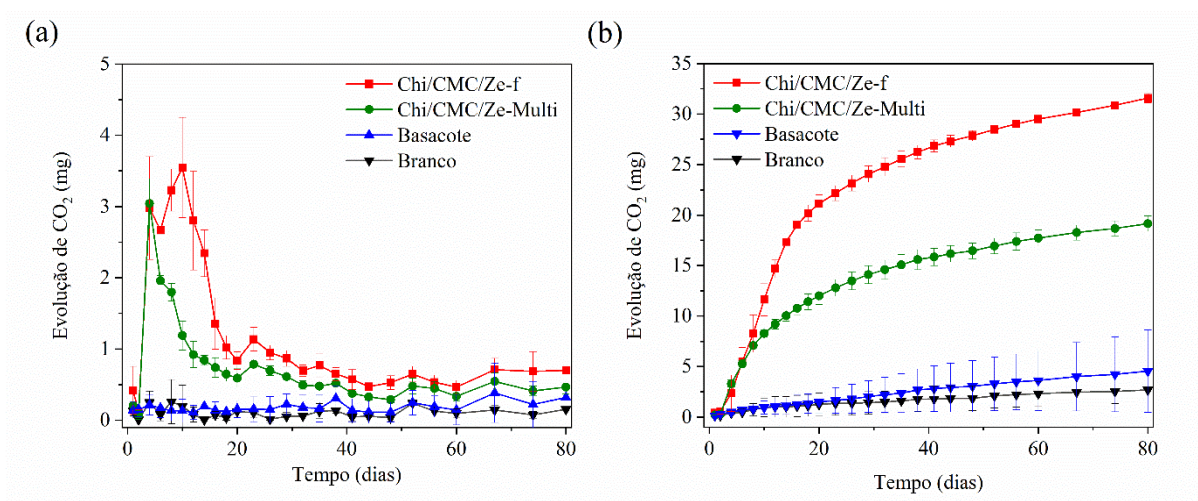 (a)
5
4
3
2
1
0
Evolução de CO₂ (mg)
0
20
40
60
80
Tempo (dias)
Chi/CMC/Ze-f
Chi/CMC/Ze-Multi
Basacote
Branco
(b)
35
30
25
20
15
10
5
0
Evolução de CO₂ (mg)
0
20
40
60
80
Tempo (dias)
Chi/CMC/Ze-f
Chi/CMC/Ze-Multi
Basacote
Branco